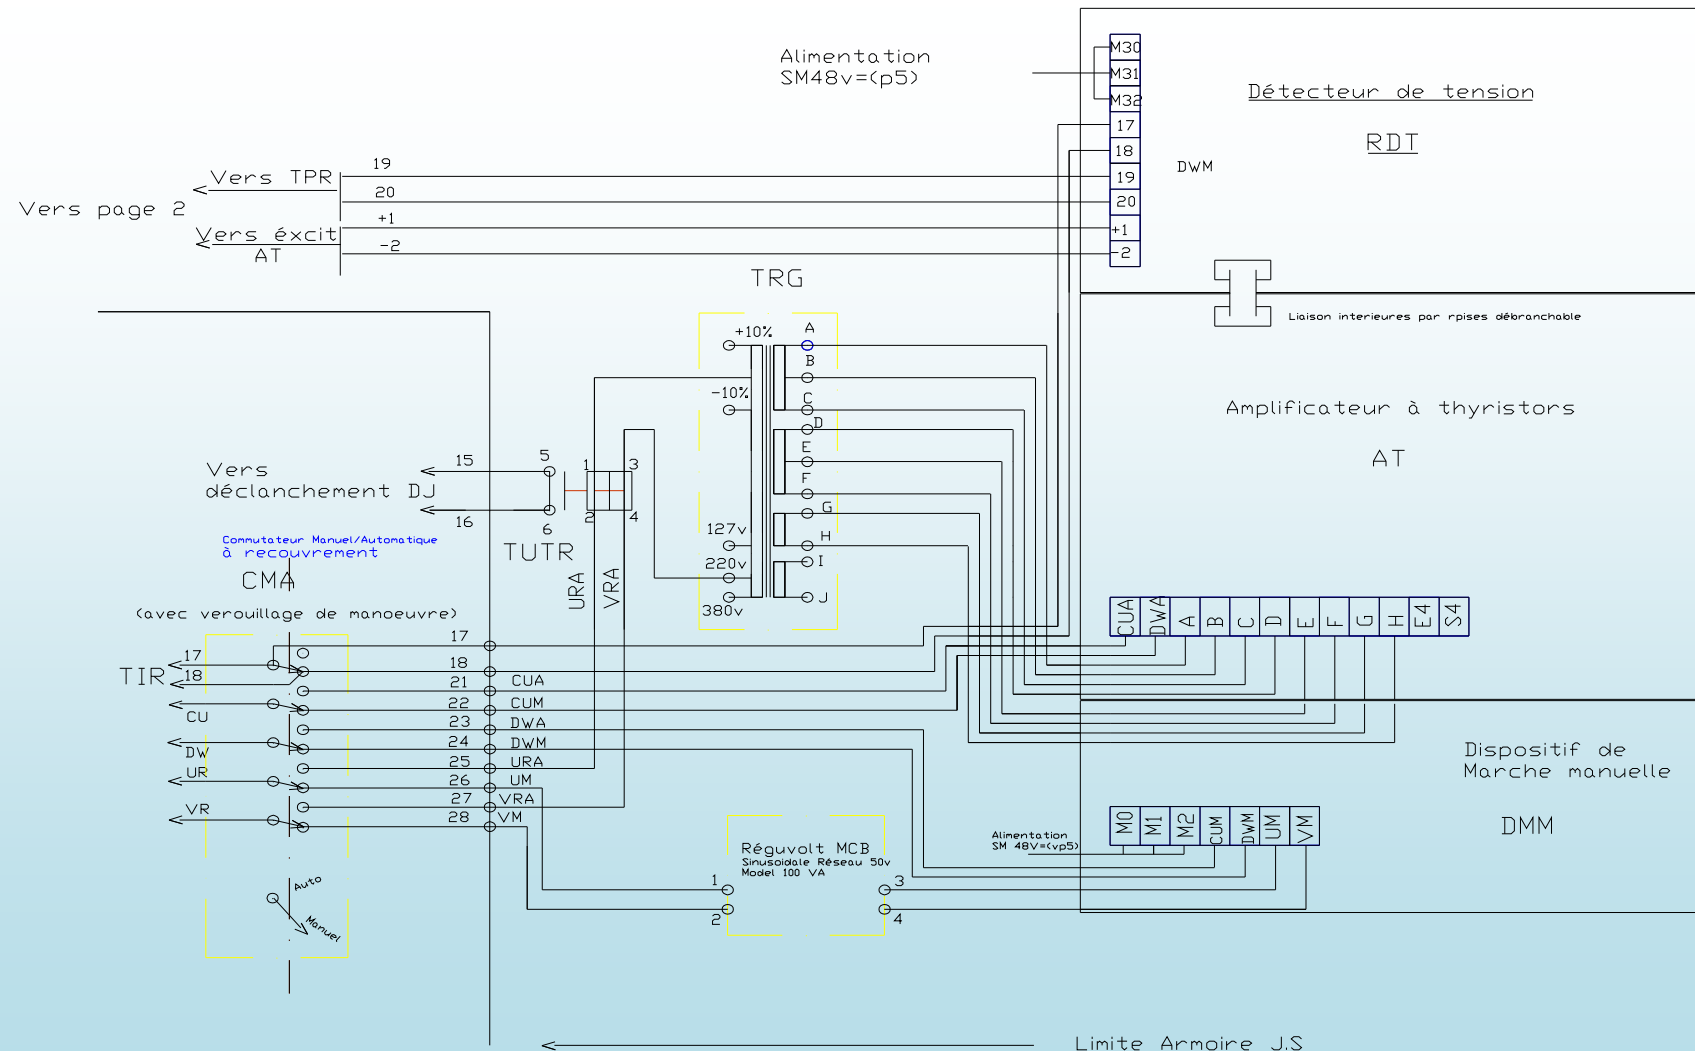 Alimentation
SM48v=(p5)
M30
M31
M32
17
18
19
20
+1
-2
Détecteur de tension
RDT
DWM
Vers TPR
Vers page 2
Vers éxcit
AT
19
20
+1
-2
TRG
Liaison interieures par rpises débranchable
+10%
-10%
127v
220v
380v
A
B
C
D
E
F
G
H
I
J
Amplificateur à thyristors
AT
Vers
déclanchement DJ
15
16
5
6
1
3
2
4
TUTR
URA
VRA
Commutateur Manuel/Automatique
à recouvrement
CMA
(avec verouillage de manoeuvre)
TIR
17
18
CU
DW
UR
VR
17
18
21
22
23
24
25
26
27
28
CUA
CUM
DWA
DWM
URA
UM
VRA
VM
CUA
DWA
A
B
C
D
E
F
G
H
E4
S4
Dispositif de
Marche manuelle
DMM
Alimentation
SM 48V=(vp5)
M0
M1
M2
CUM
DWM
UM
VM
Réguvolt MCB
Sinusoidale Réseau 50v
Model 100 VA
1
2
3
4
Auto
Manuel
Limite Armoire J.S